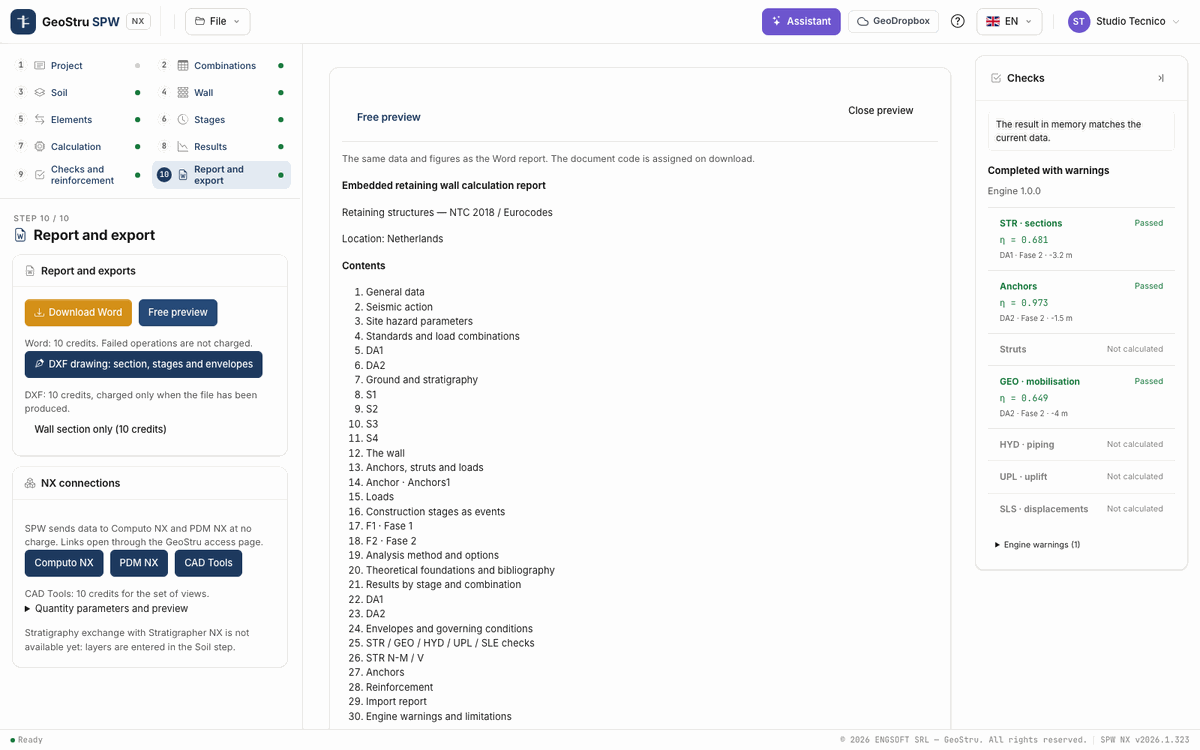 GeoStru SPW NX
File
Assistant
GeoDropbox
EN
ST
Studio Tecnico
1 Project
2 Combinations
3 Soil
4 Wall
5 Elements
6 Stages
7 Calculation
8 Results
9 Checks and
reinforcement
10 Report and
export
STEP 10 / 10
Report and export
Report and exports
Download Word
Free preview
Word: 10 credits. Failed operations are not charged.
DXF drawing: section, stages and envelopes
DXF: 10 credits, charged only when the file has been
produced.
Wall section only (10 credits)
NX connections
SPW sends data to Computo NX and PDM NX at no
charge. Links open through the GeoStru access page.
Computo NX
PDM NX
CAD Tools
CAD Tools: 10 credits for the set of views.
Quantity parameters and preview
Stratigraphy exchange with Stratigrapher NX is not
available yet: layers are entered in the Soil step.
Free preview
Close preview
The same data and figures as the Word report. The document code is assigned on download.
Embedded retaining wall calculation report
Retaining structures — NTC 2018 / Eurocodes
Location: Netherlands
Contents
1. General data
2. Seismic action
3. Site hazard parameters
4. Standards and load combinations
5. DA1
6. DA2
7. Ground and stratigraphy
8. S1
9. S2
10. S3
11. S4
12. The wall
13. Anchors, struts and loads
14. Anchor · Anchors1
15. Loads
16. Construction stages as events
17. F1 · Fase 1
18. F2 · Fase 2
19. Analysis method and options
20. Theoretical foundations and bibliography
21. Results by stage and combination
22. DA1
23. DA2
24. Envelopes and governing conditions
25. STR / GEO / HYD / UPL / SLE checks
26. STR N-M / V
27. Anchors
28. Reinforcement
29. Import report
30. Engine warnings and limitations
Checks
The result in memory matches the
current data.
Completed with warnings
Engine 1.0.0
STR · sections Passed
η = 0.681
DA1 · Fase 2 · -3.2 m
Anchors Passed
η = 0.973
DA2 · Fase 2 · -1.5 m
Struts Not calculated
GEO · mobilisation Passed
η = 0.649
DA2 · Fase 2 · -4 m
HYD · piping Not calculated
UPL · uplift Not calculated
SLS · displacements Not calculated
Engine warnings (1)
Ready
© 2026 ENGSOFT SRL — GeoStru. All rights reserved. SPW NX v2026.1.323